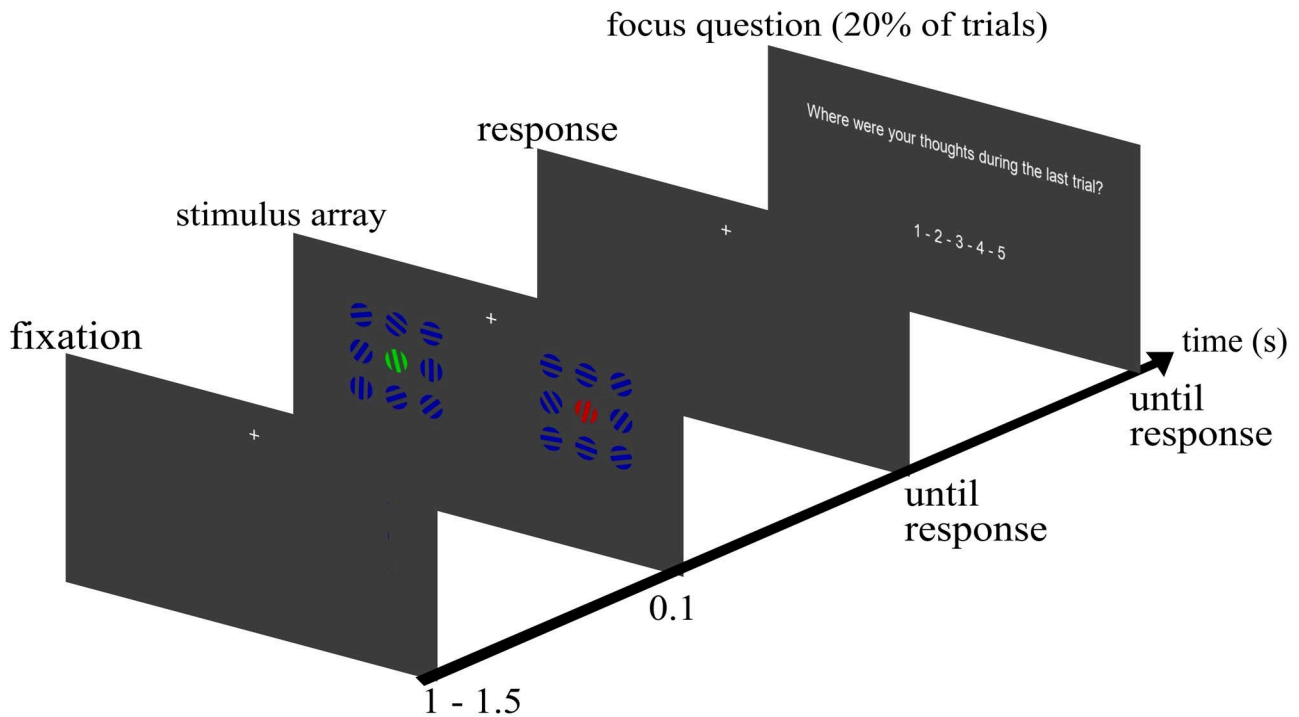 focus question (20% of trials)
Where were your thoughts during the last trial?
1 - 2 - 3 - 4 - 5
response
stimulus array
fixation
time (s)
until
response
until
response
0.1
1 - 1.5